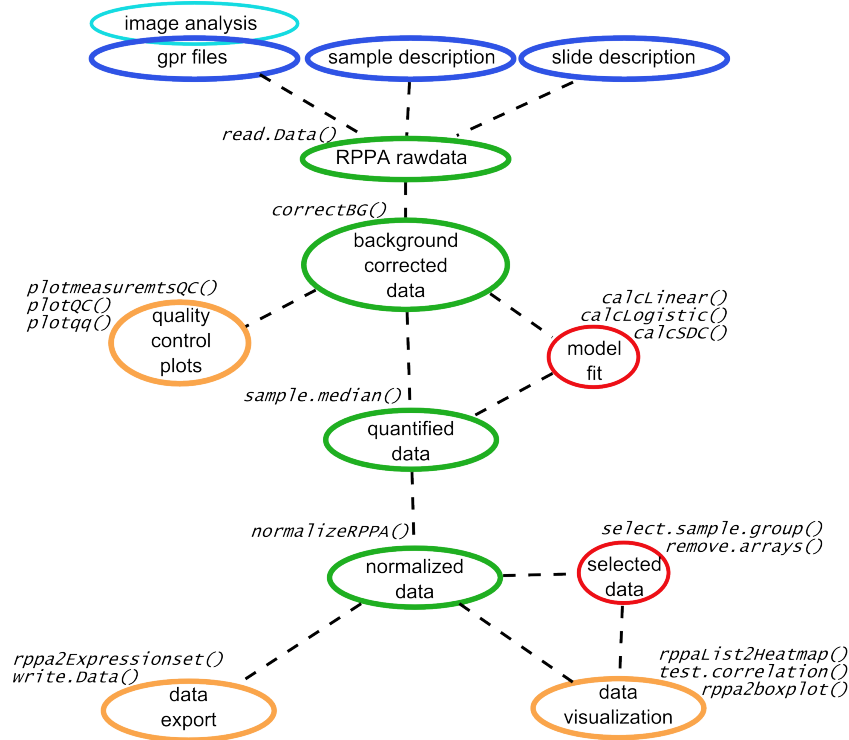 image analysis
gpr files
sample description
slide description
read.Data()
RPPA rawdata
correctBG()
background
corrected
data
plotmeasuremtsQC()
plotQC()
plotqq()
quality
control
plots
calcLinear()
calcLogistic()
calcSDC()
model
fit
sample.median()
quantified
data
normalizeRPPA()
normalized
data
select.sample.group()
remove.arrays()
selected
data
rppa2Expressionset()
write.Data()
data
export
rppaList2Heatmap()
test.correlation()
rppa2boxplot()
data
visualization